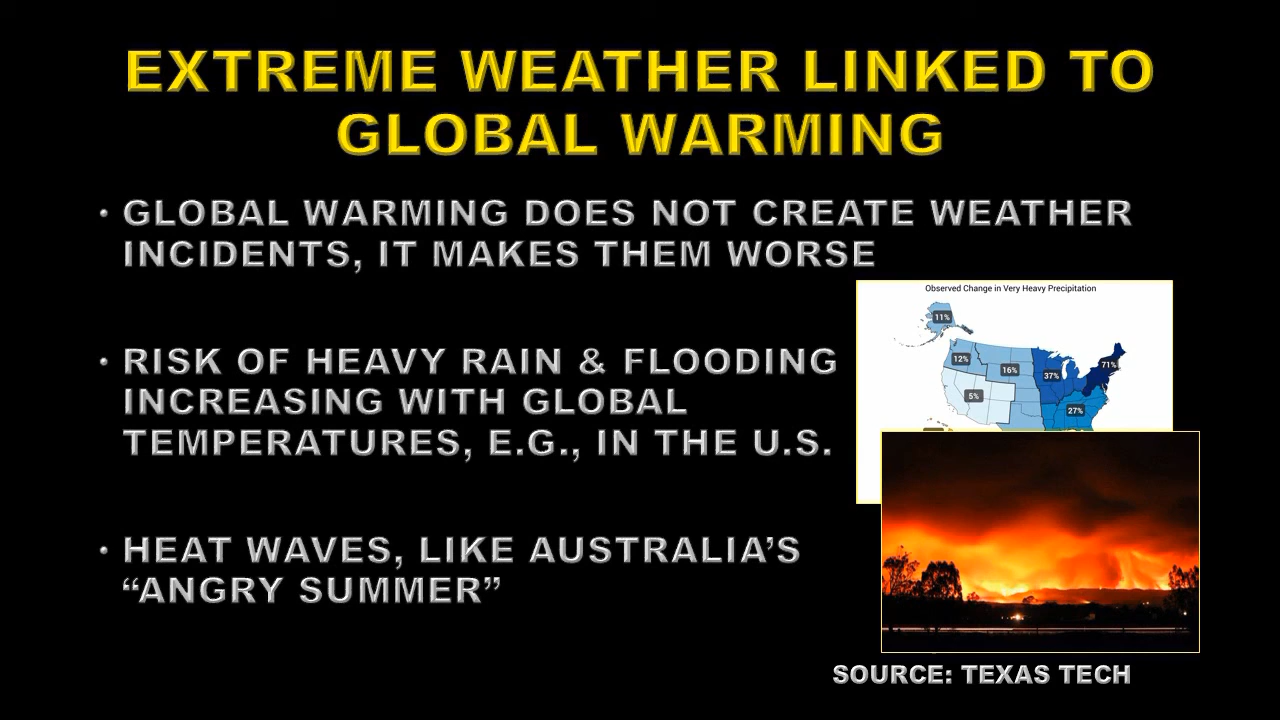 EXTREME WEATHER LINKED TO
GLOBAL WARMING
• GLOBAL WARMING DOES NOT CREATE WEATHER
INCIDENTS, IT MAKES THEM WORSE
Observed Change in Very Heavy Precipitation
11%
12%
16%
37%
71%
5%
27%
• RISK OF HEAVY RAIN & FLOODING
INCREASING WITH GLOBAL
TEMPERATURES, E.G., IN THE U.S.
• HEAT WAVES, LIKE AUSTRALIA’S
“ANGRY SUMMER”
SOURCE: TEXAS TECH